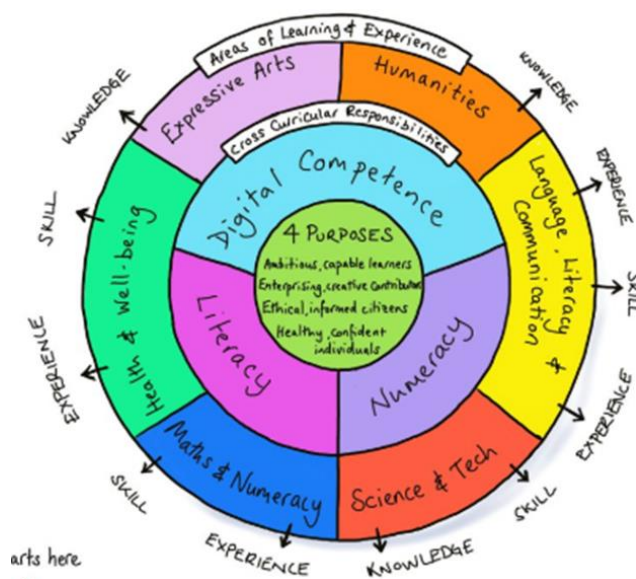 Areas of Learning & Experience
Expressive Arts
Humanities
KNOWLEDGE
KNOWLEDGE
Cross Curricular Responsibilities
Digital Competence
Language, Literacy &
Communication
EXPERIENCE
SKILL
Health & Well-being
4 PURPOSES
Ambitious, capable learners
Enterprising, creative contributors
Ethical, informed citizens
Healthy, confident
individuals
SKILL
Literacy
Numeracy
EXPERIENCE
EXPERIENCE
Maths & Numeracy
Science & Tech
SKILL
SKILL
EXPERIENCE
KNOWLEDGE
arts here